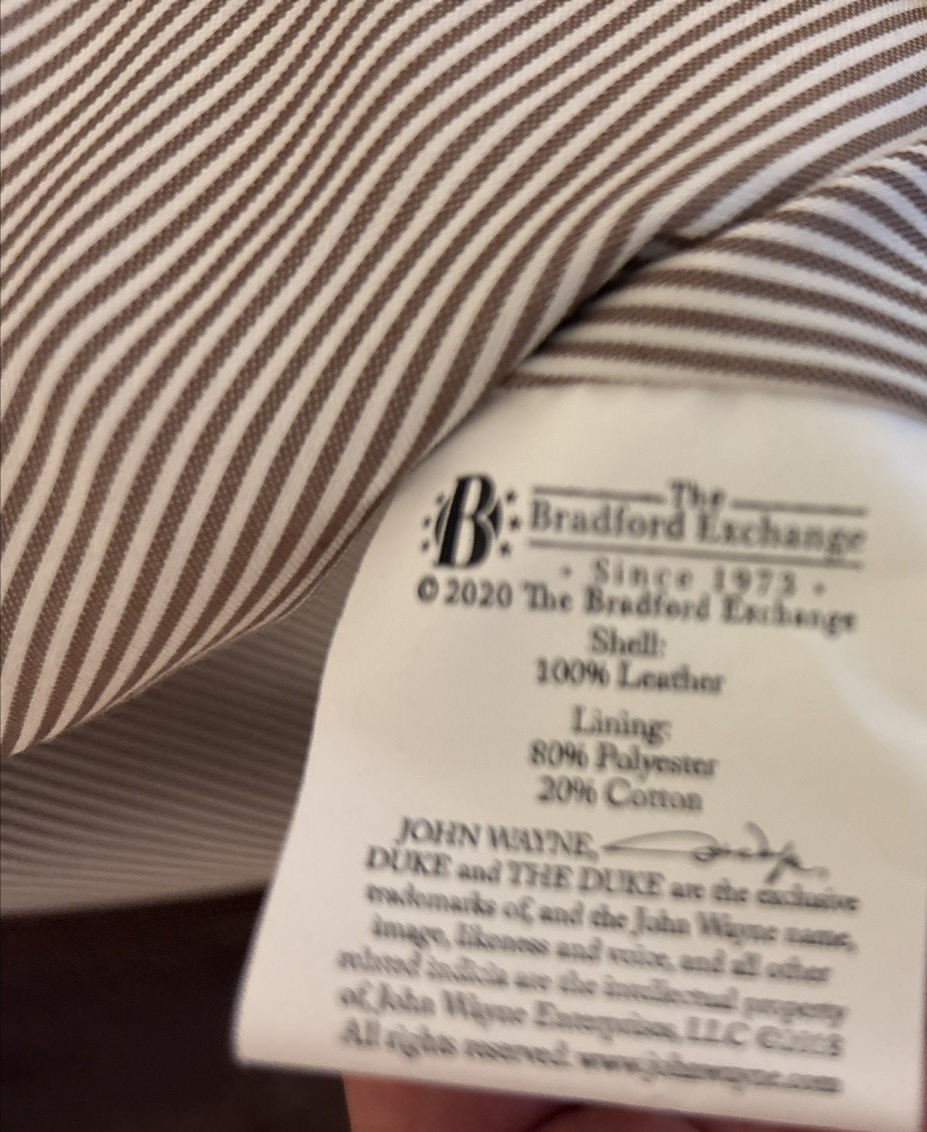 B
The
Bradford Exchange
· Since 1973 ·
©2020 The Bradford Exchange
Shell:
100% Leather
Lining:
80% Polyester
20% Cotton
JOHN WAYNE,
DUKE and THE DUKE are the exclusive
trademarks of, and the John Wayne name,
image, likeness and voice, and all other
related indicia are the intellectual property
of, John Wayne Enterprises, LLC
All rights reserved. www.johnwayne.com